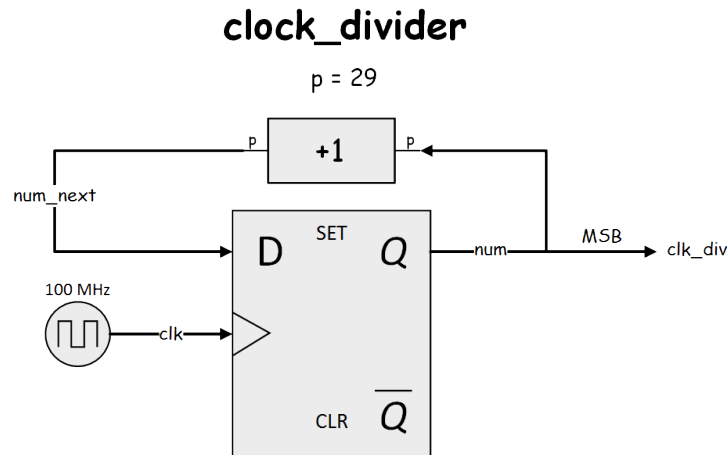 clock_divider
p = 29
p
+1
p
num_next
D
SET
Q
num
MSB
clk_div
100 MHz
clk
CLR
Q